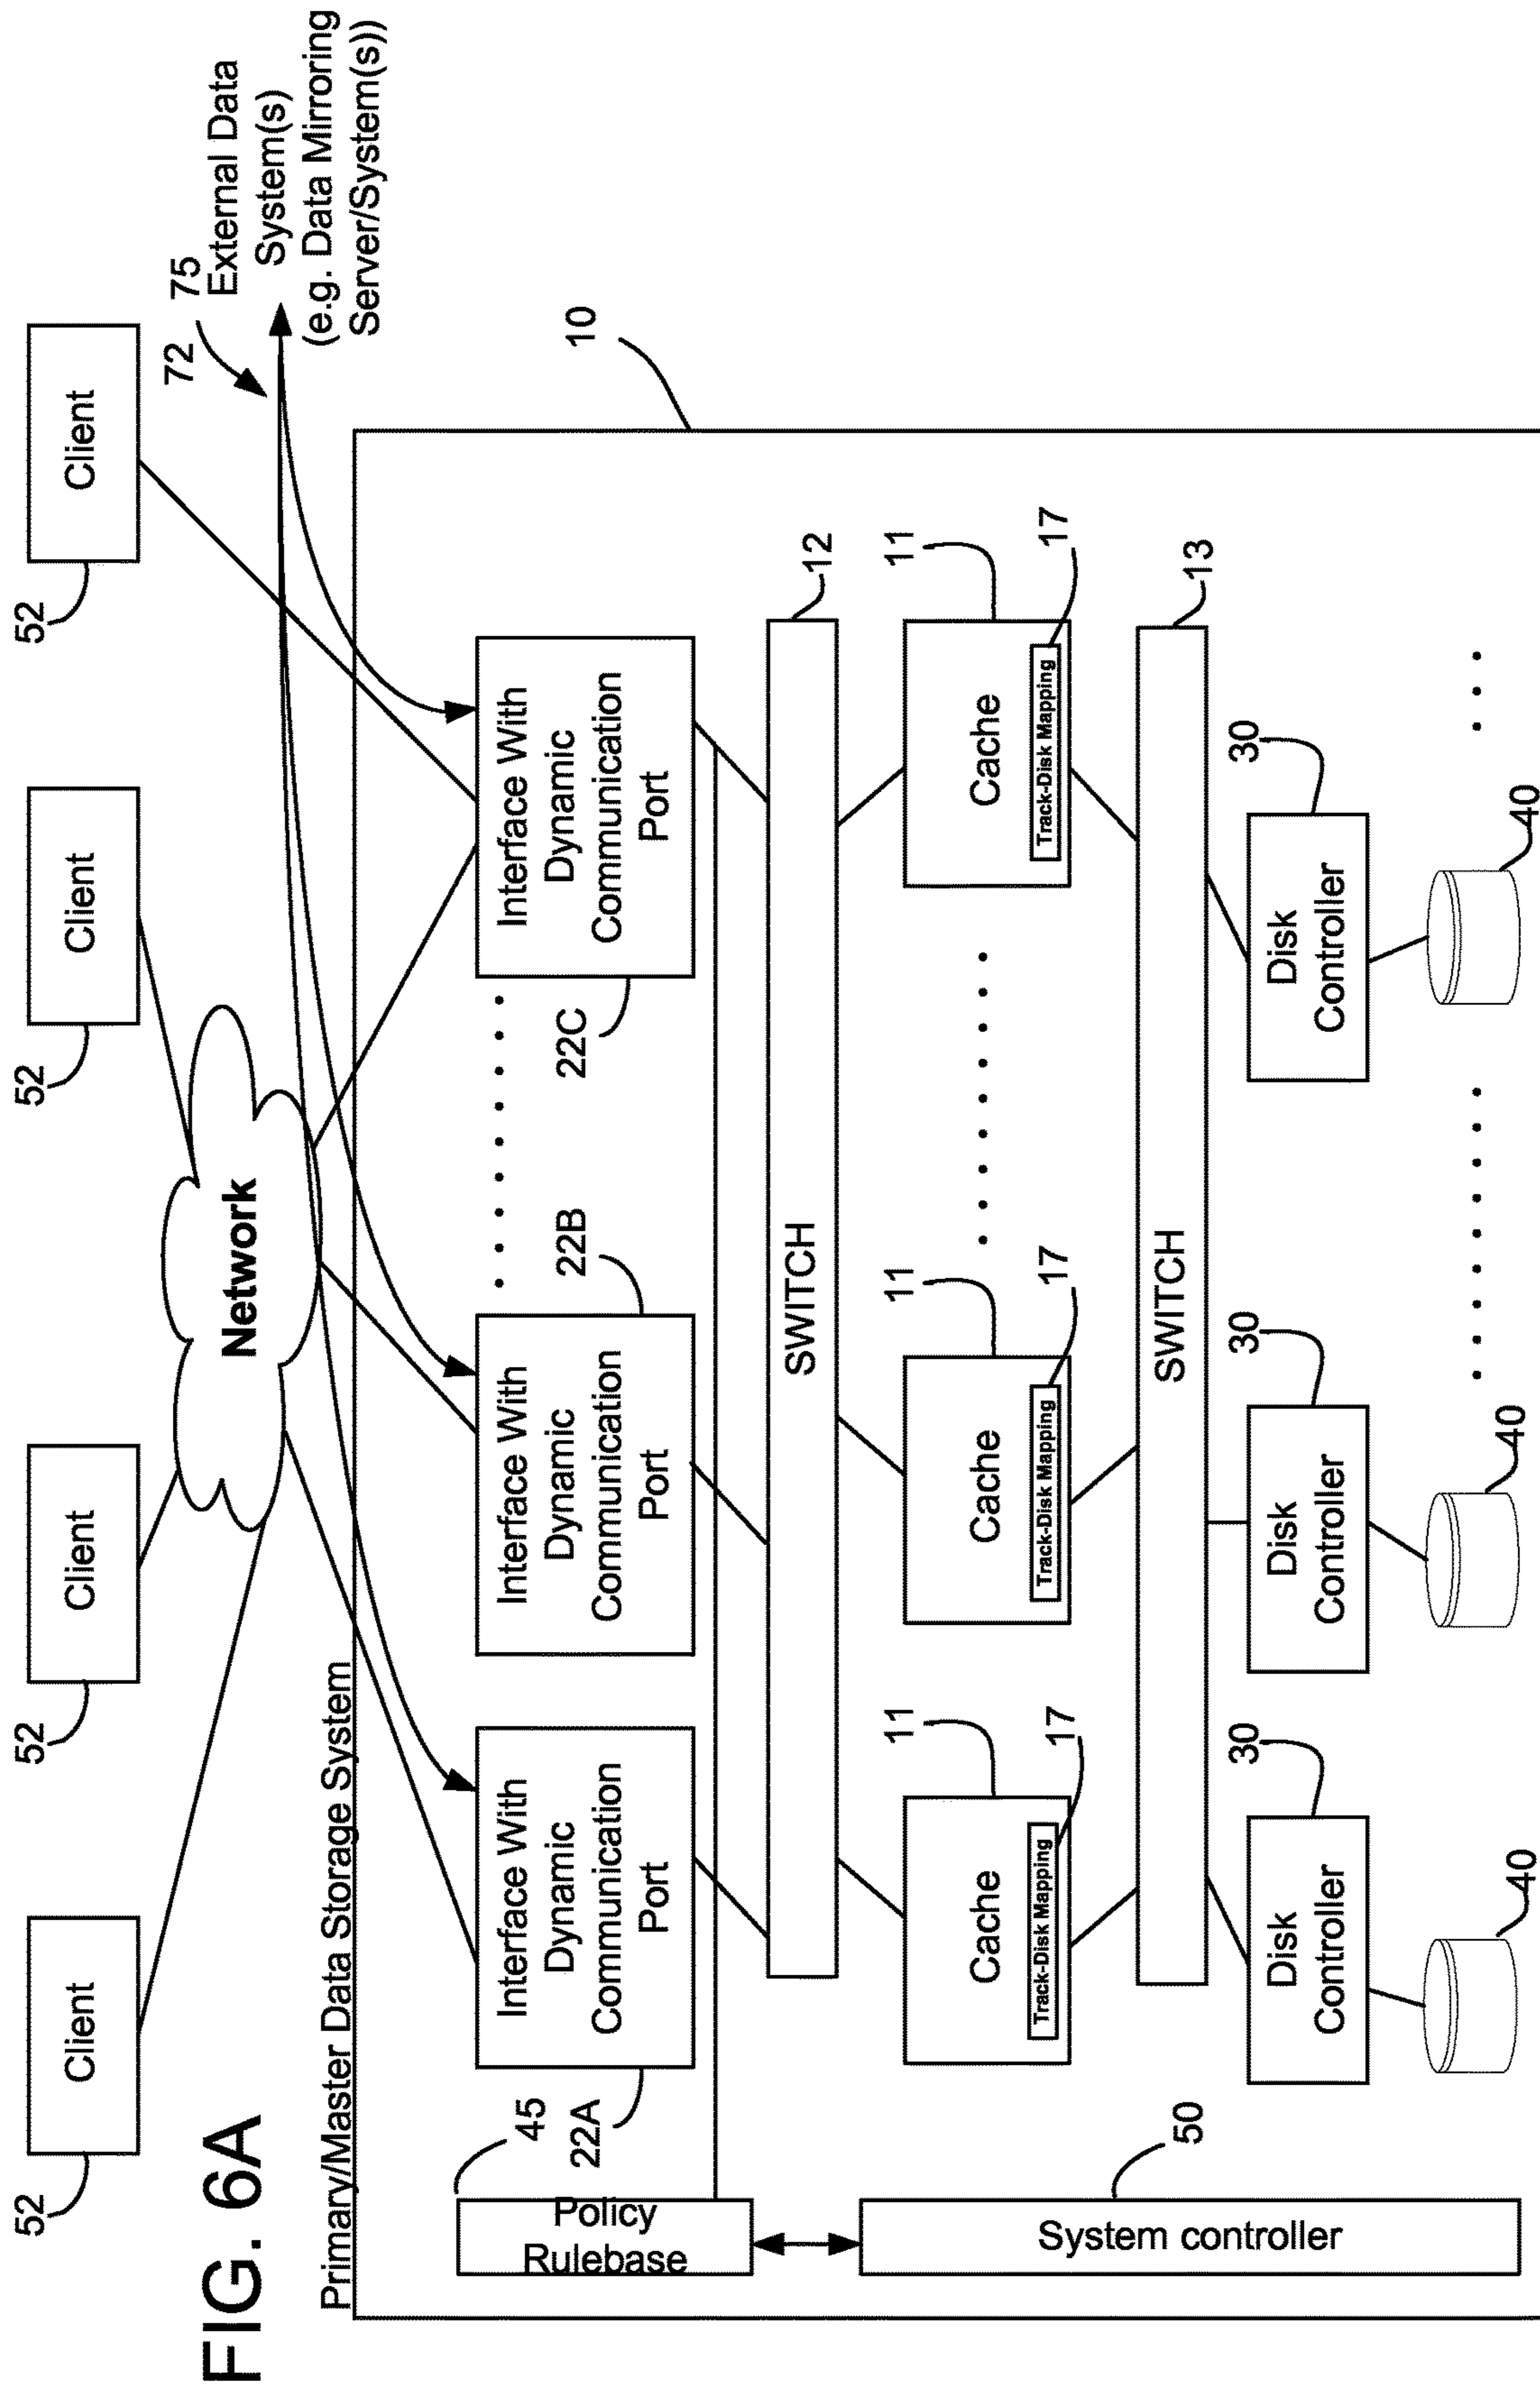 FIG. 6A
52
52
52
52
Client
Client
Client
Client
Network
72
75
External Data
System(s)
(e.g. Data Mirroring
Server/System(s))
Primary/Master Data Storage System
10
45
22A
22B
22C
Policy
Rulebase
Interface With
Dynamic
Communication
Port
Interface With
Dynamic
Communication
Port
Interface With
Dynamic
Communication
Port
SWITCH
12
11
11
11
Cache
Cache
Cache
Track-Disk Mapping
Track-Disk Mapping
Track-Disk Mapping
17
17
17
50
System controller
SWITCH
13
30
30
30
Disk
Controller
Disk
Controller
Disk
Controller
40
40
40